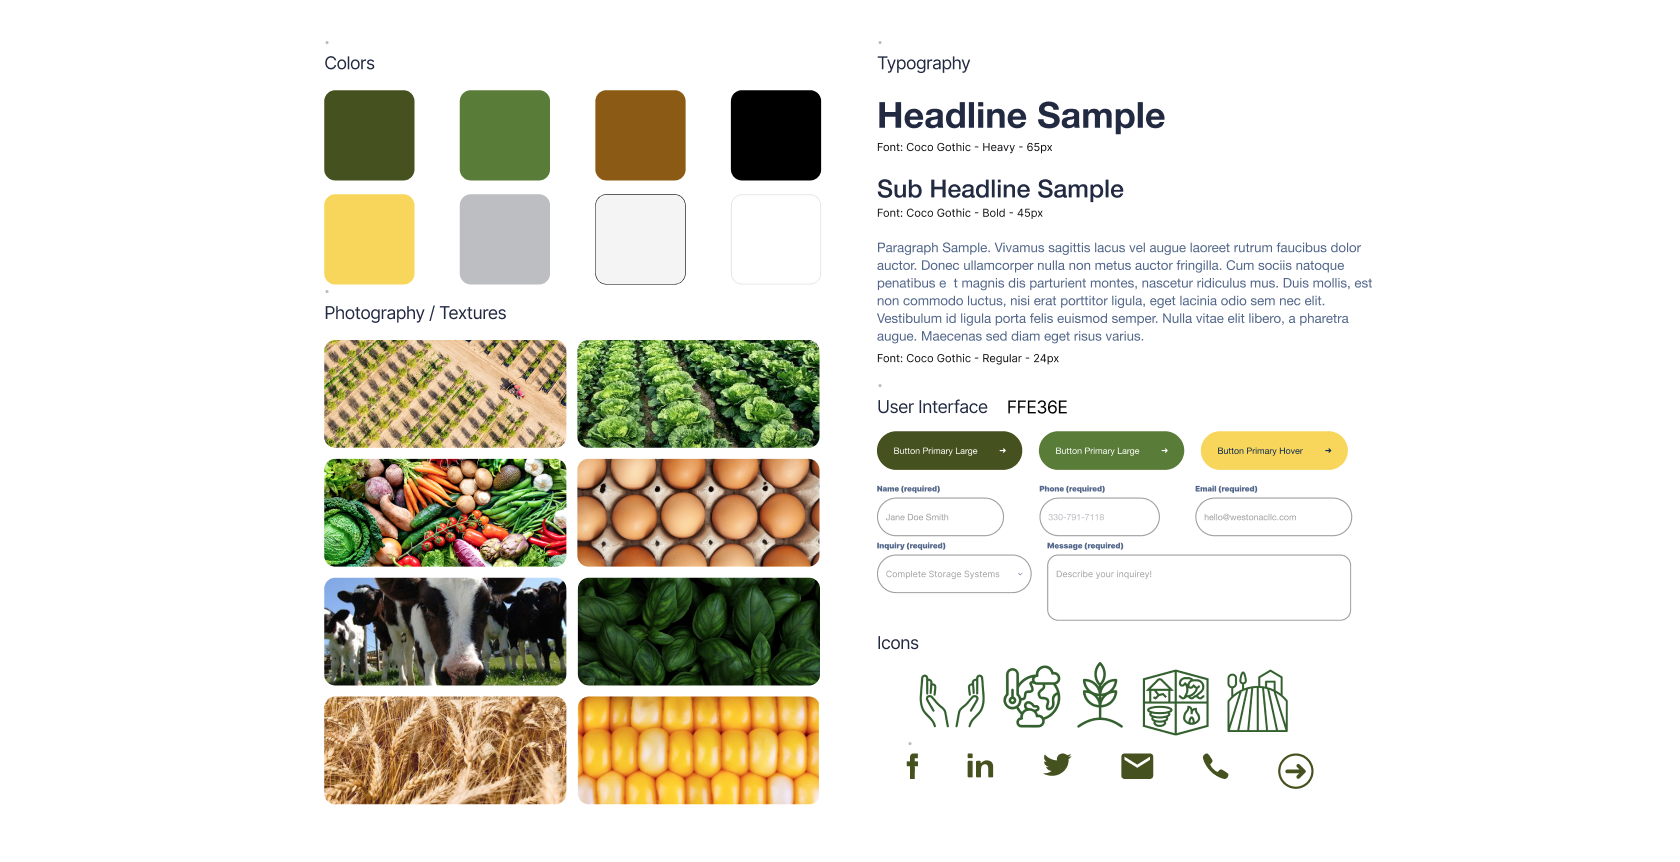 Colors
Photography / Textures
Typography
Headline Sample
Font: Coco Gothic - Heavy - 65px
Sub Headline Sample
Font: Coco Gothic - Bold - 45px
Paragraph Sample. Vivamus sagittis lacus vel augue laoreet rutrum faucibus dolor
auctor. Donec ullamcorper nulla non metus auctor fringilla. Cum sociis natoque
penatibus e t magnis dis parturient montes, nascetur ridiculus mus. Duis mollis, est
non commodo luctus, nisi erat porttitor ligula, eget lacinia odio sem nec elit.
Vestibulum id ligula porta felis euismod semper. Nulla vitae elit libero, a pharetra
augue. Maecenas sed diam eget risus varius.
Font: Coco Gothic - Regular - 24px
User Interface FFE36E
Button Primary Large
Button Primary Large
Button Primary Hover
Name (required)
Phone (required)
Email (required)
Jane Doe Smith
330-791-7118
hello@westonacllc.com
Inquiry (required)
Message (required)
Complete Storage Systems
Describe your inquirey!
Icons